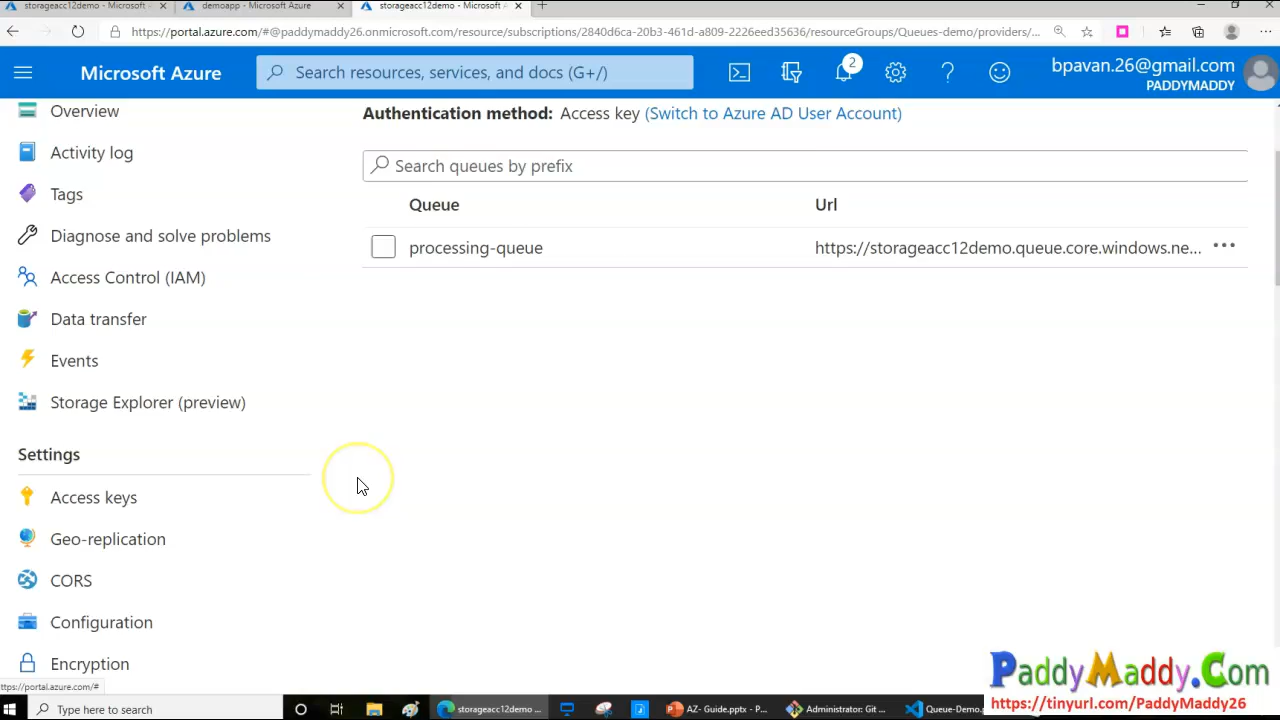 storageacc12demo - Microsoft
demoapp - Microsoft Azure
storageacc12demo - Microsoft A
https://portal.azure.com/#@paddymaddy26.onmicrosoft.com/resource/subscriptions/2840d6ca-20b3-461d-a809-2226eed35636/resourceGroups/Queues-demo/providers/...
Microsoft Azure
Search resources, services, and docs (G+/)
2
bpavan.26@gmail.com
PADDYMADDY
Overview
Authentication method: Access key (Switch to Azure AD User Account)
Activity log
Search queues by prefix
Tags
Queue
Url
Diagnose and solve problems
processing-queue
https://storageacc12demo.queue.core.windows.ne...
Access Control (IAM)
Data transfer
Events
Storage Explorer (preview)
Settings
Access keys
Geo-replication
CORS
Configuration
Encryption
PaddyMaddy.Com
https://tinyurl.com/PaddyMaddy26
ttps://portal.azure.com/#
Type here to search
storageacc12demo ...
AZ- Guide.pptx - P...
Administrator: Git ...
Queue-Demo.